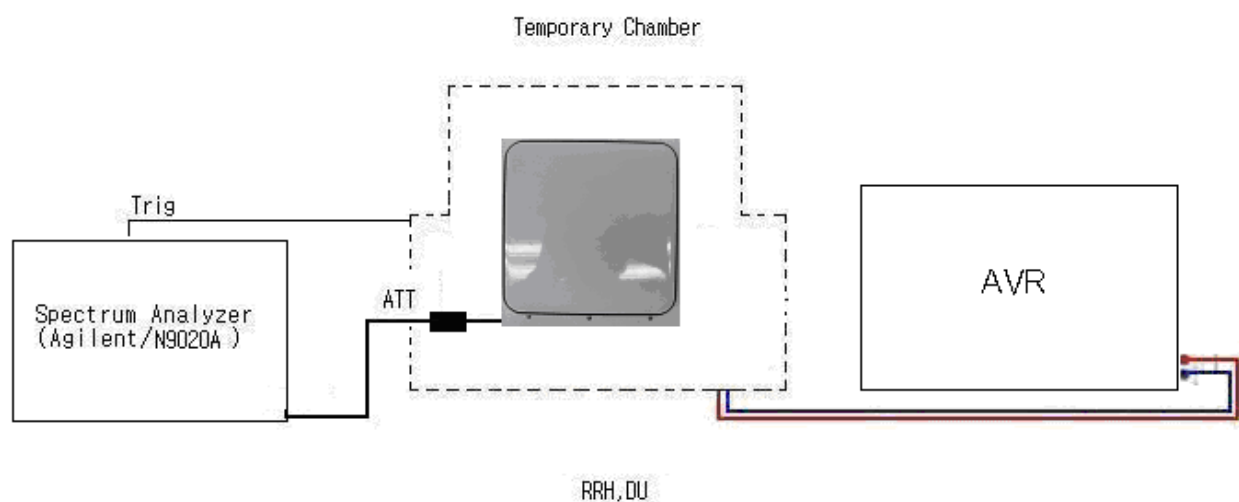 Temporary Chamber
Trig
Spectrum Analyzer
(Agilent/N9020A )
ATT
AVR
RRH,DU